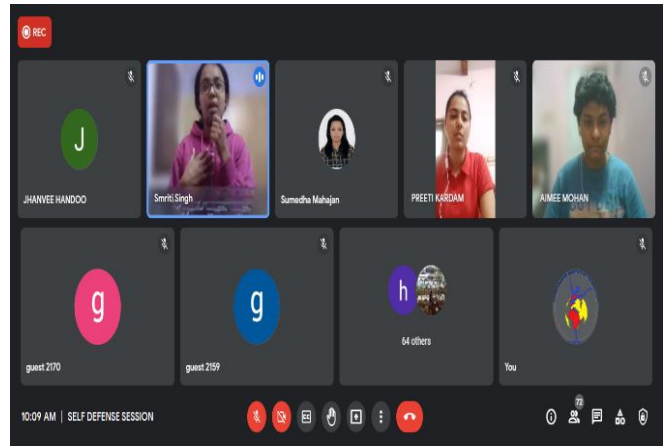 REC
J
JHANVEE HANDOO
Smriti Singh
Sumedha Mahajan
PREETI KARDAM
AIMEE MOHAN
g
guest 2170
g
guest 2159
h
64 others
You
10:09 AM | SELF DEFENSE SESSION
CC
72